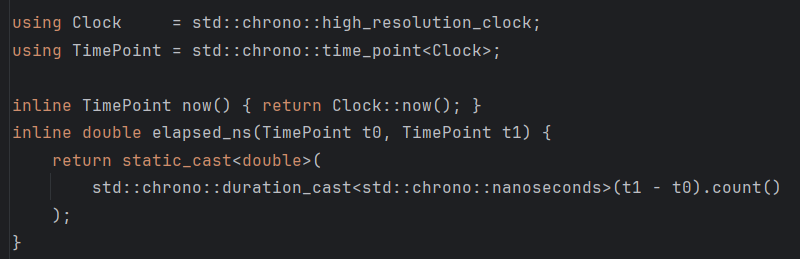 using Clock     = std::chrono::high_resolution_clock;
using TimePoint = std::chrono::time_point<Clock>;

inline TimePoint now() { return Clock::now(); }
inline double elapsed_ns(TimePoint t0, TimePoint t1) {
    return static_cast<double>(
        std::chrono::duration_cast<std::chrono::nanoseconds>(t1 - t0).count()
    );
}